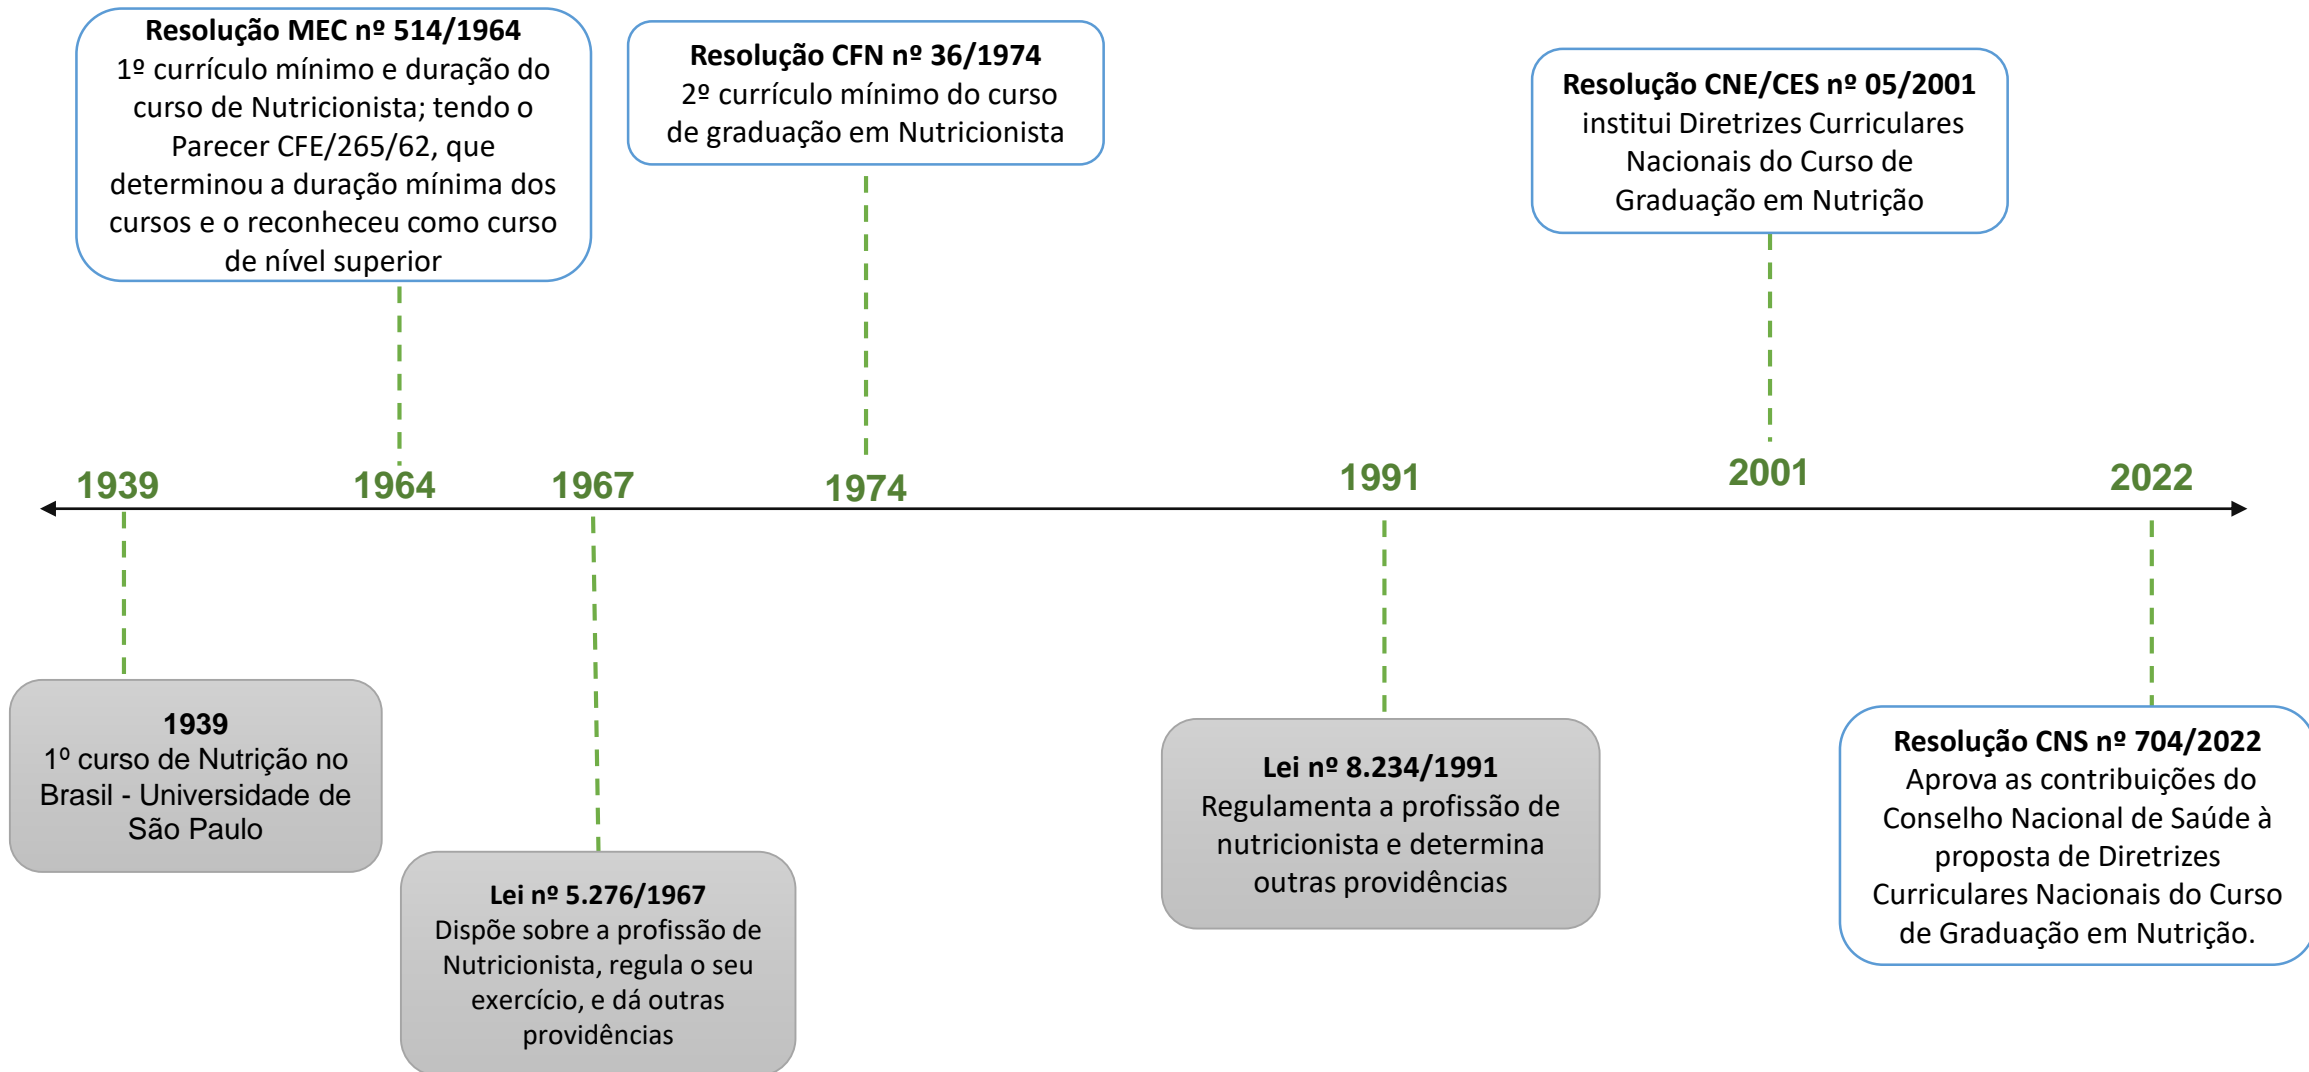 Resolução MEC nº 514/1964
1º currículo mínimo e duração do
curso de Nutricionista; tendo o
Parecer CFE/265/62, que
determinou a duração mínima dos
cursos e o reconheceu como curso
de nível superior
Resolução CFN nº 36/1974
2º currículo mínimo do curso
de graduação em Nutricionista
Resolução CNE/CES nº 05/2001
institui Diretrizes Curriculares
Nacionais do Curso de
Graduação em Nutrição
1939
1964
1967
1974
1991
2001
2022
1939
1º curso de Nutrição no
Brasil - Universidade de
São Paulo
Lei nº 5.276/1967
Dispõe sobre a profissão de
Nutricionista, regula o seu
exercício, e dá outras
providências
Lei nº 8.234/1991
Regulamenta a profissão de
nutricionista e determina
outras providências
Resolução CNS nº 704/2022
Aprova as contribuições do
Conselho Nacional de Saúde à
proposta de Diretrizes
Curriculares Nacionais do Curso
de Graduação em Nutrição.